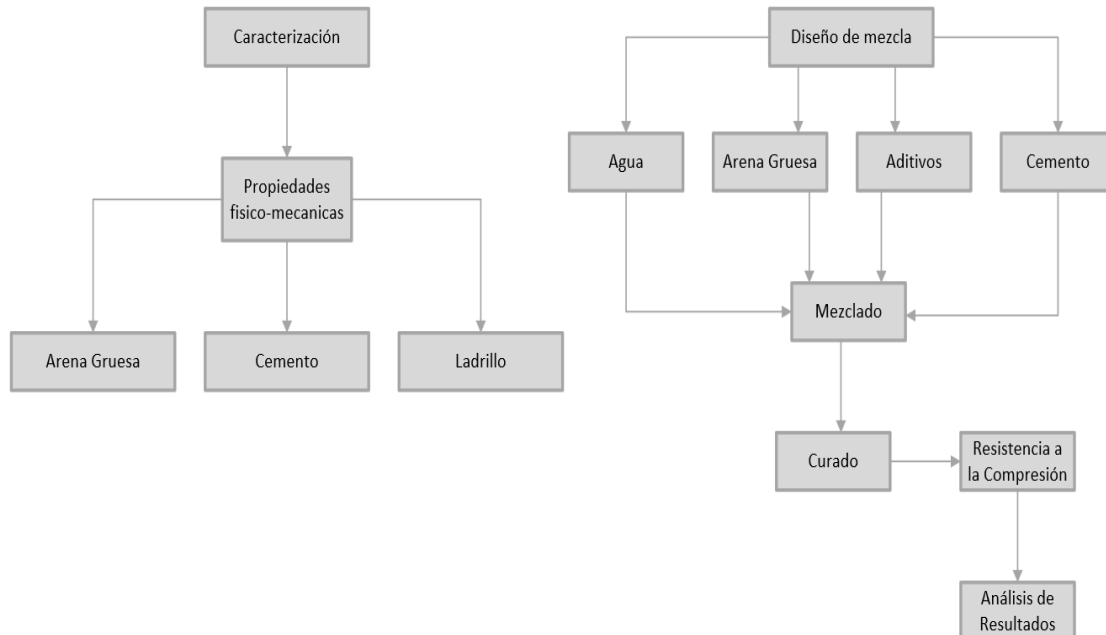 Caracterización
Propiedades
fisico-mecanicas
Arena Gruesa
Cemento
Ladrillo
Diseño de mezcla
Agua
Arena Gruesa
Aditivos
Cemento
Mezclado
Curado
Resistencia a
la Compresión
Análisis de
Resultados